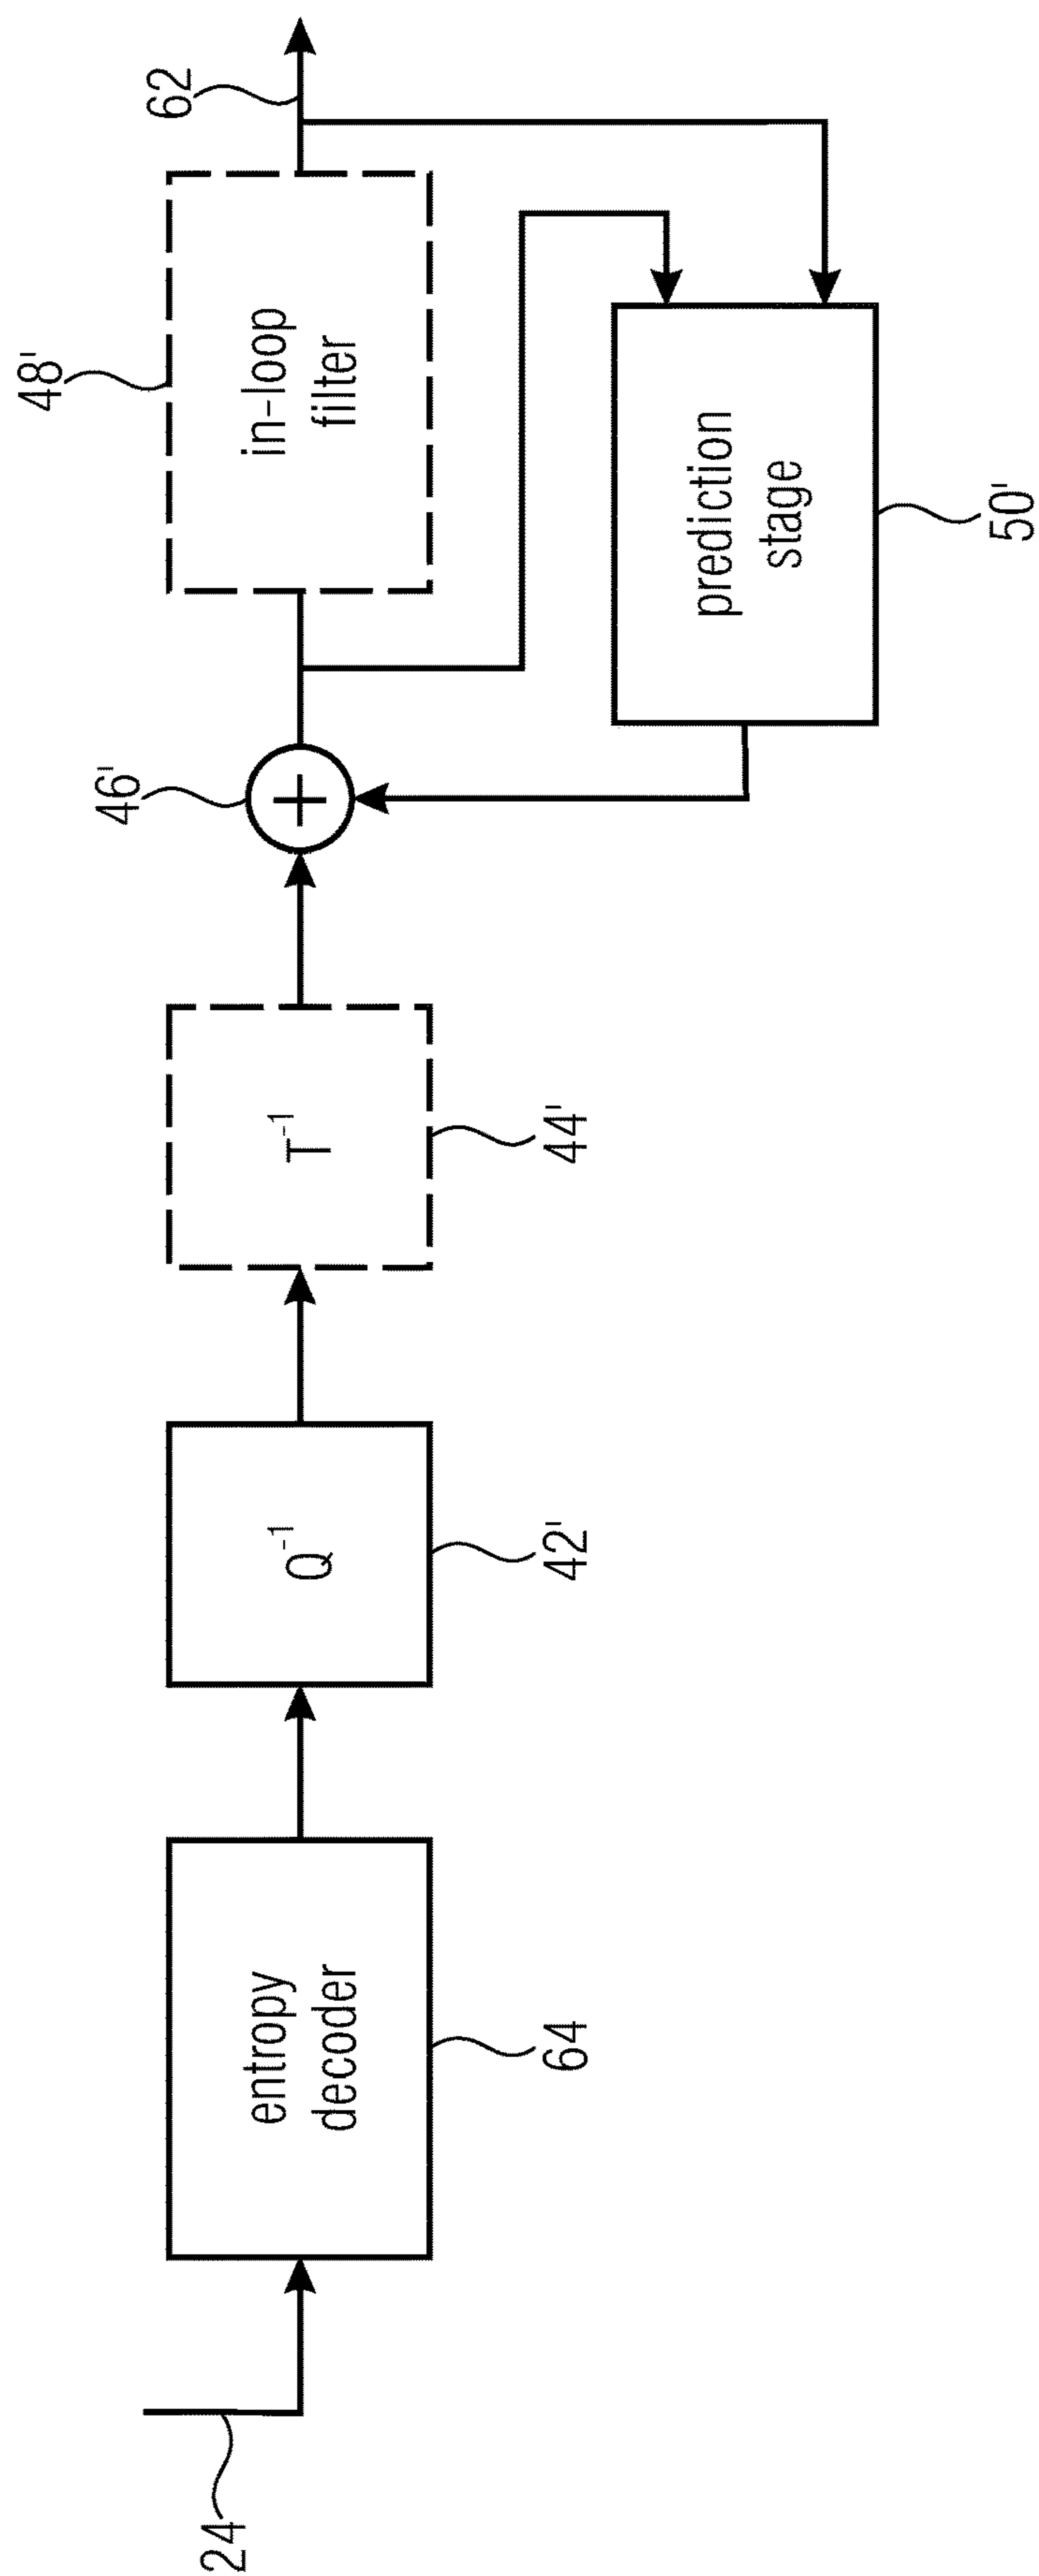 24
entropy
decoder
64
Q⁻¹
42'
T⁻¹
44'
46'
+
in-loop
filter
48'
prediction
stage
50'
62